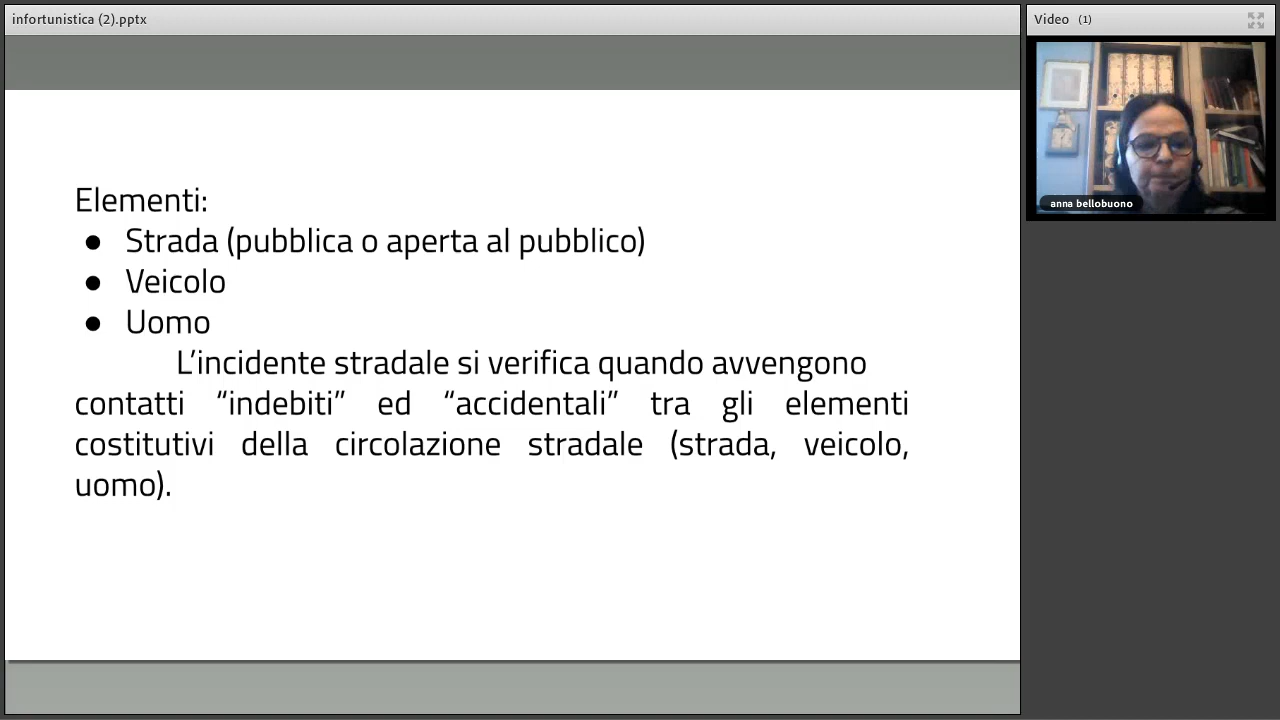 infortunistica (2).pptx
Video (1)
anna bellobuono
Elementi:
● Strada (pubblica o aperta al pubblico)
● Veicolo
● Uomo
L’incidente stradale si verifica quando avvengono
contatti “indebiti” ed “accidentali” tra gli elementi
costitutivi della circolazione stradale (strada, veicolo,
uomo).